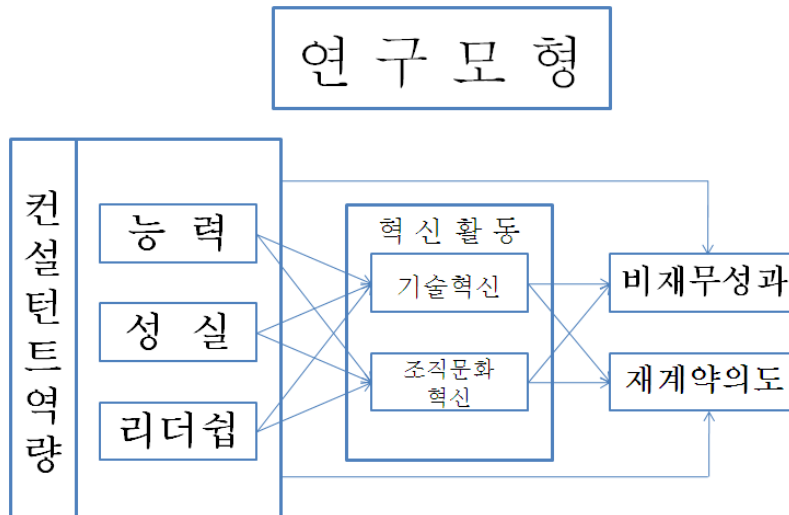 연 구 모 형
컨설턴트역량
능 력
성 실
리더쉽
혁 신 활 동
기술혁신
조직문화
혁신
비재무성과
재계약의도